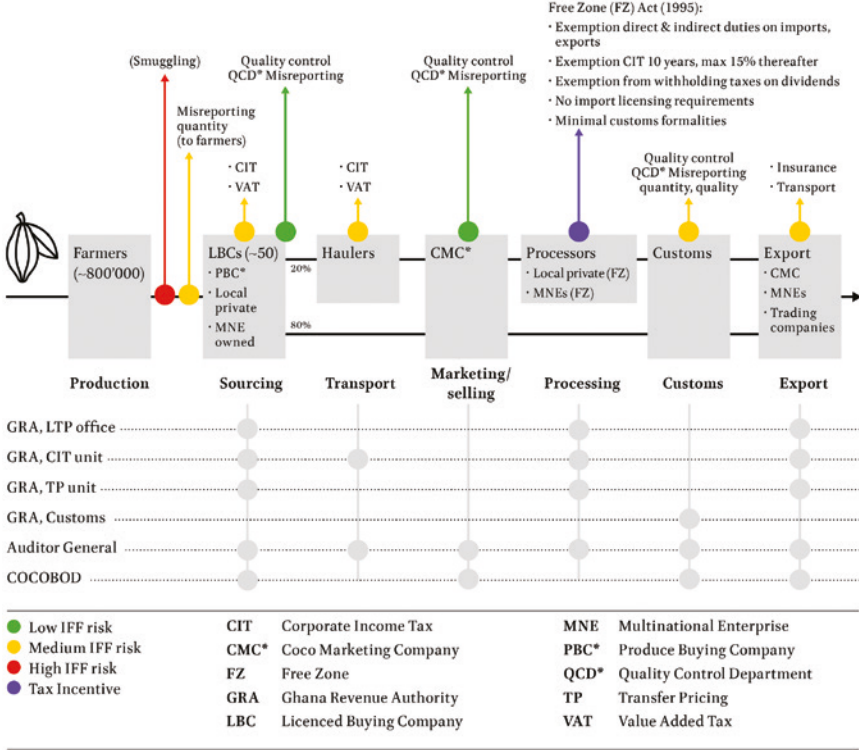 Free Zone (FZ) Act (1995):
· Exemption direct & indirect duties on imports,
exports
· Exemption CIT 10 years, max 15% thereafter
· Exemption from withholding taxes on dividends
· No import licensing requirements
· Minimal customs formalities
(Smuggling)
Quality control
QCD* Misreporting
Quality control
QCD* Misreporting
Misreporting
quantity
(to farmers)
· CIT
· VAT
· CIT
· VAT
Quality control
QCD* Misreporting
quantity, quality
· Insurance
· Transport
Farmers
(~800'000)
LBCs (~50)
· PBC*
· Local
private
· MNE
owned
20%
80%
Haulers
CMC*
Processors
· Local private (FZ)
· MNEs (FZ)
Customs
Export
· CMC
· MNEs
· Trading
companies
Production
Sourcing
Transport
Marketing/
selling
Processing
Customs
Export
GRA, LTP office
GRA, CIT unit
GRA, TP unit
GRA, Customs
Auditor General
COCOBOD
Low IFF risk
Medium IFF risk
High IFF risk
Tax Incentive
CIT Corporate Income Tax
CMC* Coco Marketing Company
FZ Free Zone
GRA Ghana Revenue Authority
LBC Licenced Buying Company
MNE Multinational Enterprise
PBC* Produce Buying Company
QCD* Quality Control Department
TP Transfer Pricing
VAT Value Added Tax